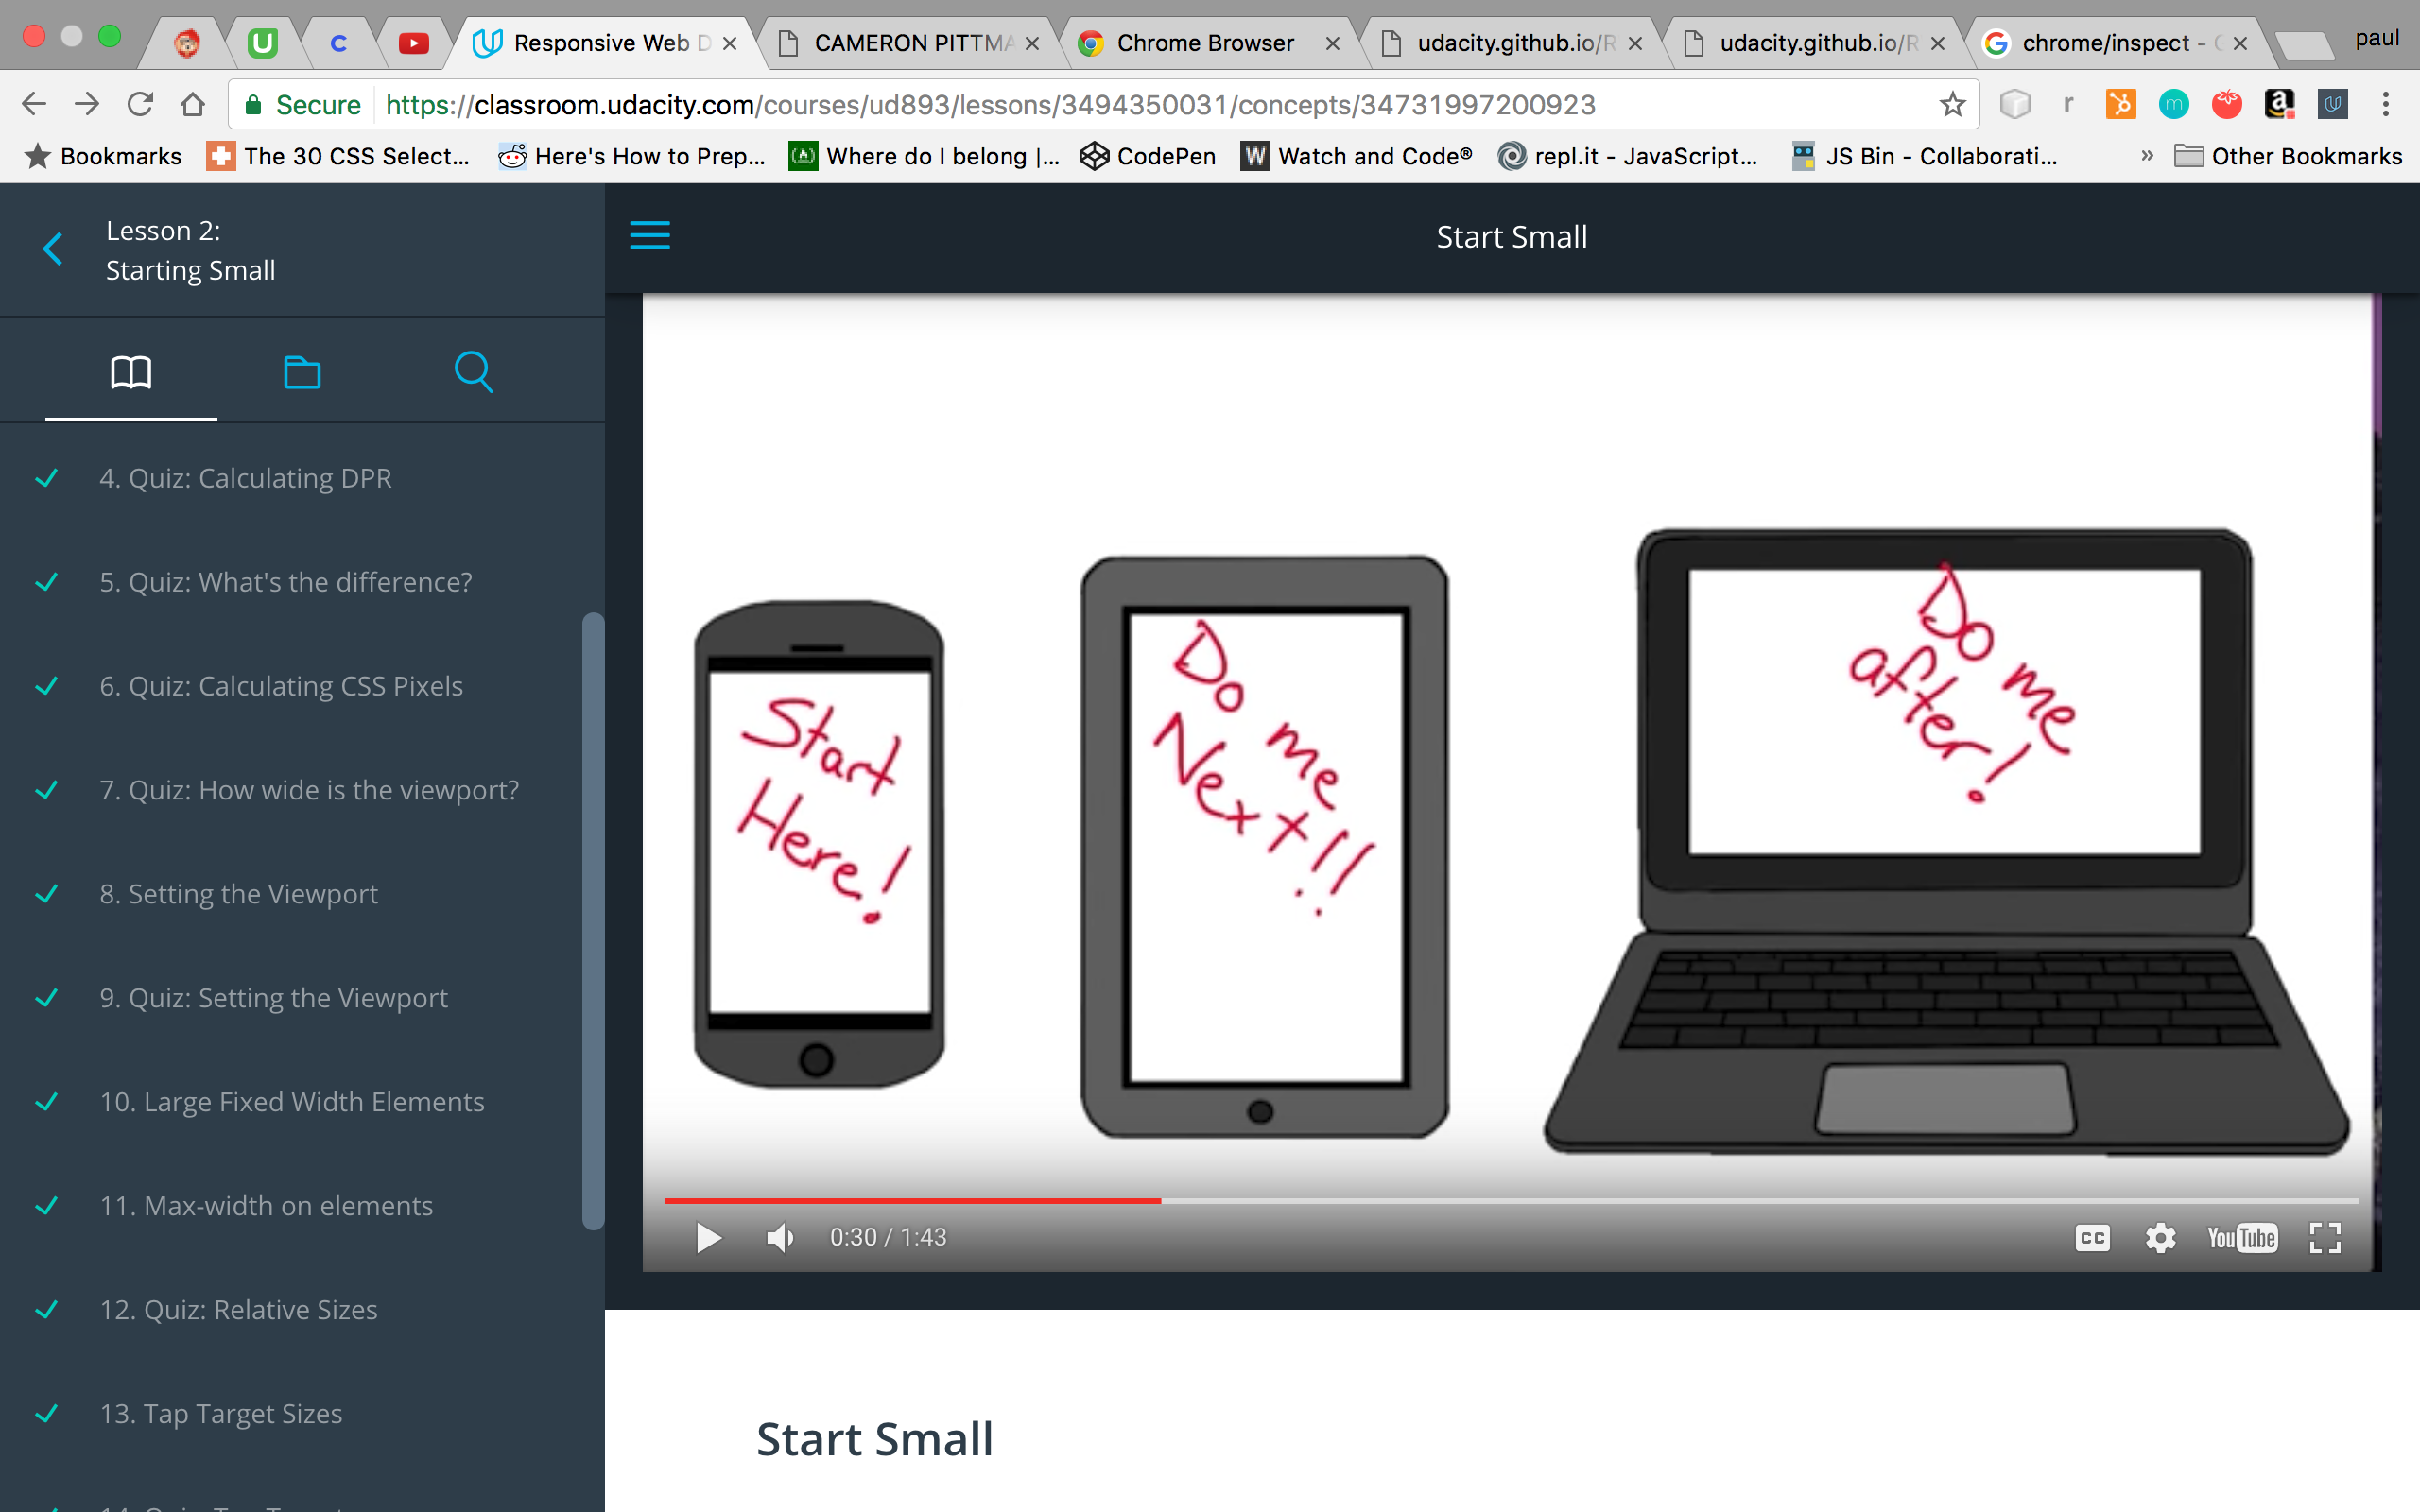 Responsive Web D
CAMERON PITTMA
Chrome Browser
udacity.github.io/R
udacity.github.io/R
chrome/inspect - C
paul
Secure
https://classroom.udacity.com/courses/ud893/lessons/3494350031/concepts/34731997200923
Bookmarks
The 30 CSS Select...
Here's How to Prep...
Where do I belong |...
CodePen
Watch and Code®
repl.it - JavaScript...
JS Bin - Collaborati...
»
Other Bookmarks
Lesson 2:
Starting Small
Start Small
4. Quiz: Calculating DPR
5. Quiz: What's the difference?
6. Quiz: Calculating CSS Pixels
7. Quiz: How wide is the viewport?
8. Setting the Viewport
9. Quiz: Setting the Viewport
10. Large Fixed Width Elements
11. Max-width on elements
12. Quiz: Relative Sizes
13. Tap Target Sizes
Start
Here!
Do me
Next!!
Do me
after!
0:30 / 1:43
CC
YouTube
Start Small